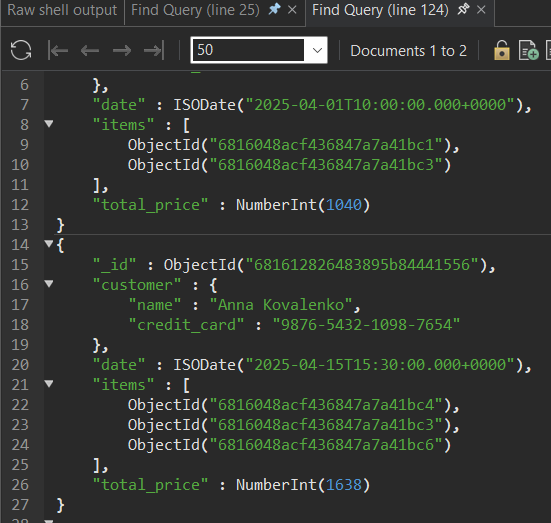 Raw shell output Find Query (line 25) Find Query (line 124)
50 Documents 1 to 2
6 },
7 "date" : ISODate("2025-04-01T10:00:00.000+0000"),
8 "items" : [
9 ObjectId("6816048acf436847a7a41bc1"),
10 ObjectId("6816048acf436847a7a41bc3")
11 ],
12 "total_price" : NumberInt(1040)
13 }
14 {
15 "_id" : ObjectId("681612826483895b84441556"),
16 "customer" : {
17 "name" : "Anna Kovalenko",
18 "credit_card" : "9876-5432-1098-7654"
19 },
20 "date" : ISODate("2025-04-15T15:30:00.000+0000"),
21 "items" : [
22 ObjectId("6816048acf436847a7a41bc4"),
23 ObjectId("6816048acf436847a7a41bc3"),
24 ObjectId("6816048acf436847a7a41bc6")
25 ],
26 "total_price" : NumberInt(1638)
27 }